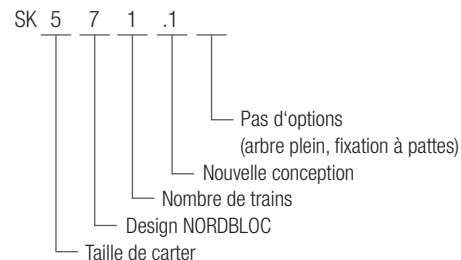 SK 5 7 1 .1
Pas d‘options
(arbre plein, fixation à pattes)
Nouvelle conception
Nombre de trains
Design NORDBLOC
Taille de carter